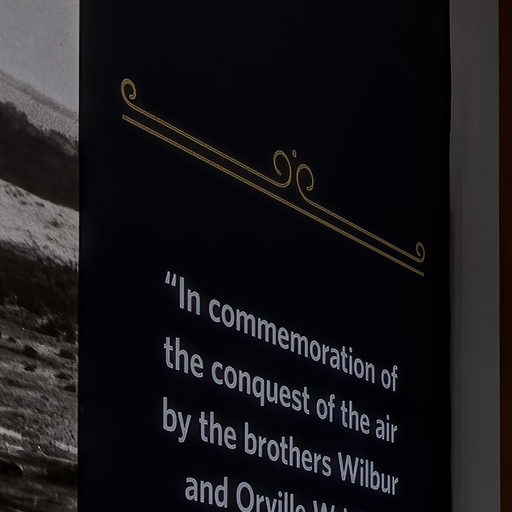 “In commemoration of
the conquest of the air
by the brothers Wilbur
and Orville